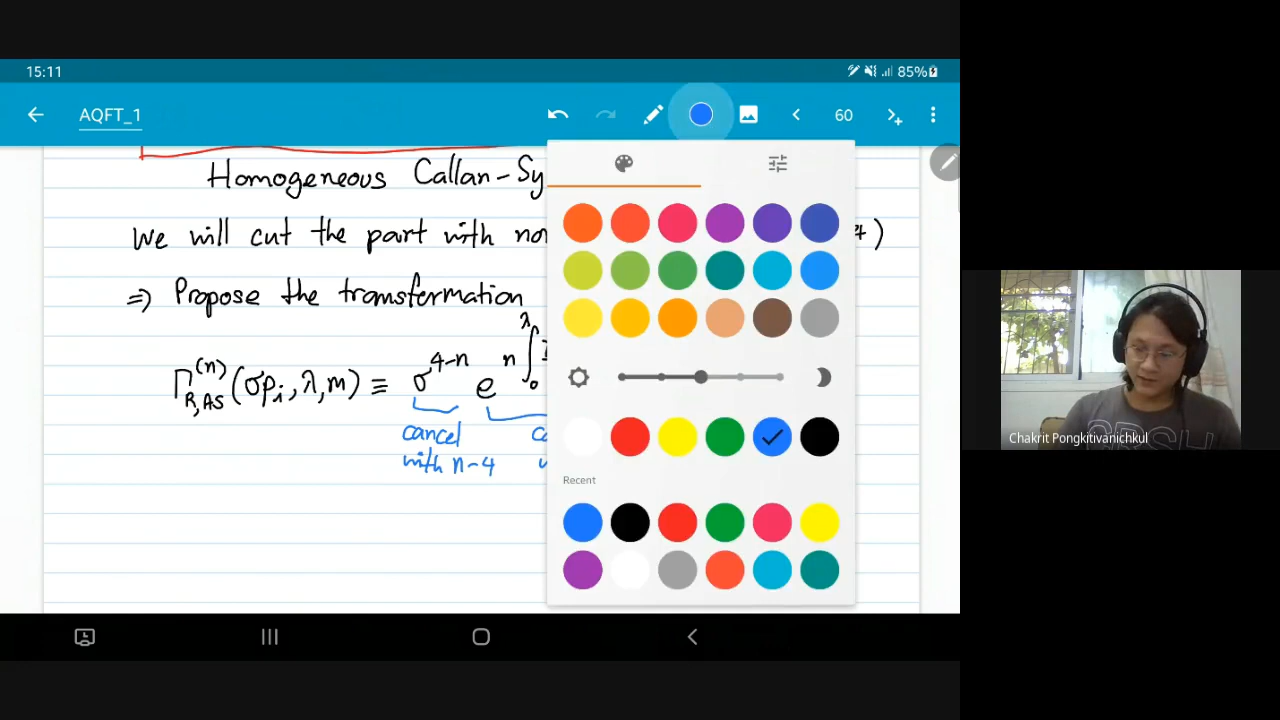 15:11
85%
AQFT_1
60
Homogeneous Callan-Sy
We will cut the part with no
)
⇒ Propose the transformation
Γ^(n)_R,AS (σp_i, λ, m) ≡ σ^4-n e^n∫_0^λ
cancel
with n-4
Recent
Chakrit Pongkitivanichkul